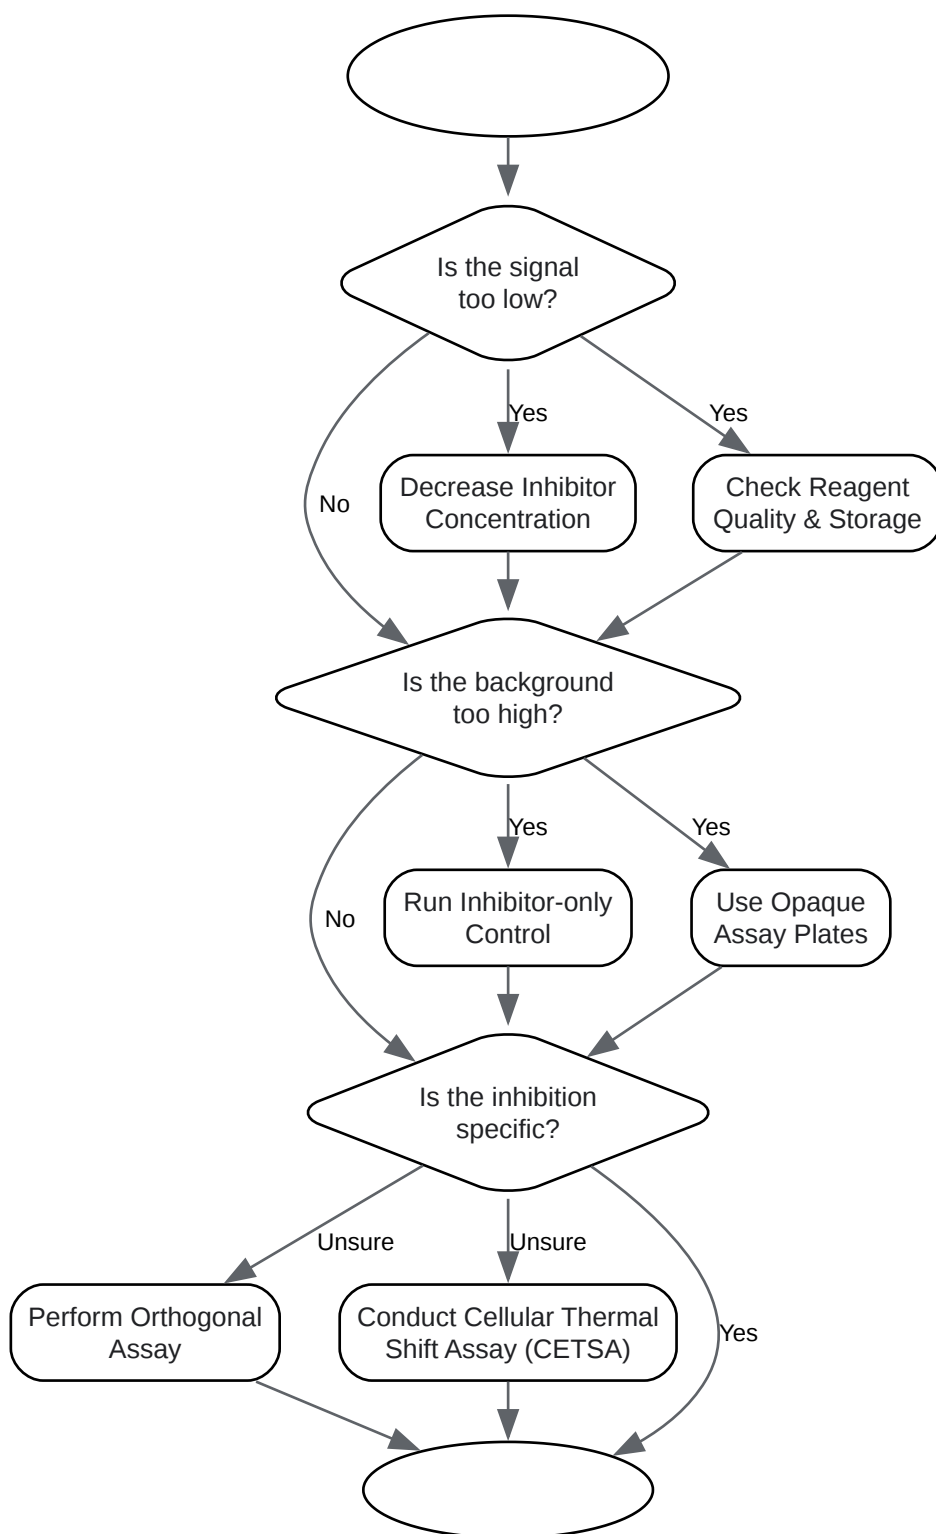 Is the signal
too low?
Yes
Yes
No
Decrease Inhibitor
Concentration
Check Reagent
Quality & Storage
Is the background
too high?
Yes
Yes
No
Run Inhibitor-only
Control
Use Opaque
Assay Plates
Is the inhibition
specific?
Unsure
Unsure
Yes
Perform Orthogonal
Assay
Conduct Cellular Thermal
Shift Assay (CETSA)